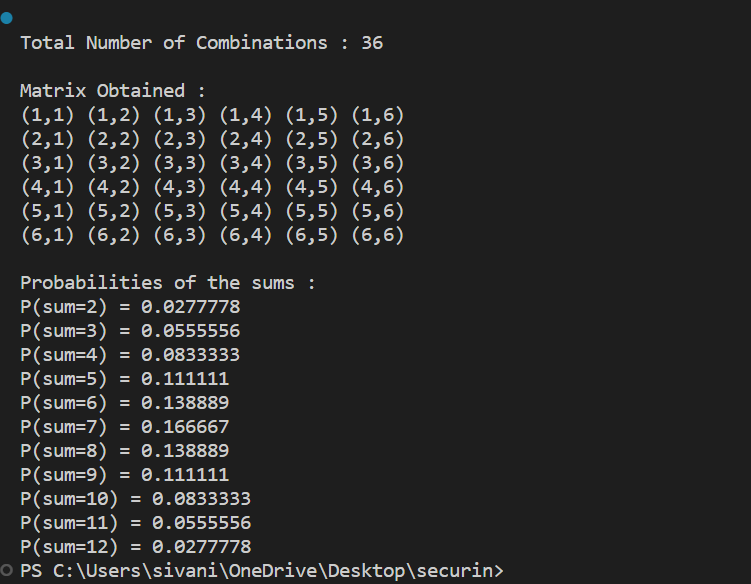 Total Number of Combinations : 36
Matrix Obtained :
(1,1) (1,2) (1,3) (1,4) (1,5) (1,6)
(2,1) (2,2) (2,3) (2,4) (2,5) (2,6)
(3,1) (3,2) (3,3) (3,4) (3,5) (3,6)
(4,1) (4,2) (4,3) (4,4) (4,5) (4,6)
(5,1) (5,2) (5,3) (5,4) (5,5) (5,6)
(6,1) (6,2) (6,3) (6,4) (6,5) (6,6)
Probabilities of the sums :
P(sum=2) = 0.0277778
P(sum=3) = 0.0555556
P(sum=4) = 0.0833333
P(sum=5) = 0.111111
P(sum=6) = 0.138889
P(sum=7) = 0.166667
P(sum=8) = 0.138889
P(sum=9) = 0.111111
P(sum=10) = 0.0833333
P(sum=11) = 0.0555556
P(sum=12) = 0.0277778
PS C:\Users\sivani\OneDrive\Desktop\securin>